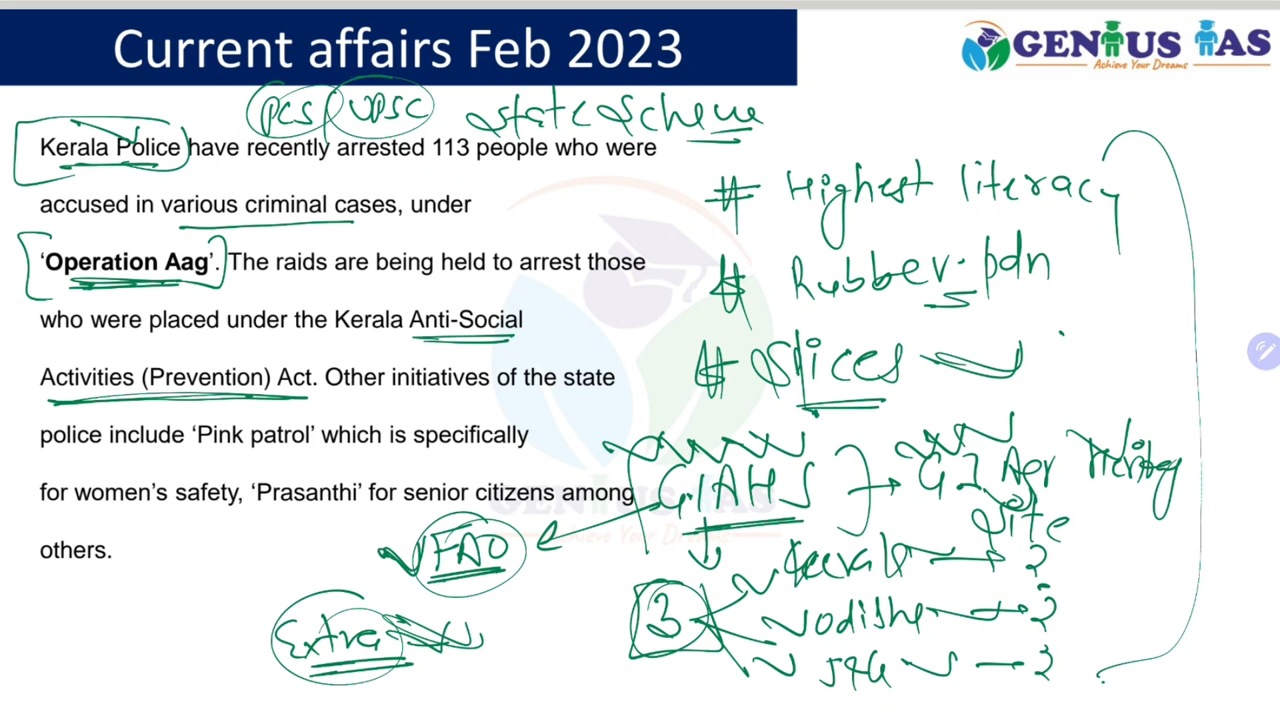 Current affairs Feb 2023
GENIUS IAS
Achieve Your Dreams
PCS / UPSC State Scheme
Kerala Police have recently arrested 113 people who were
accused in various criminal cases, under
‘Operation Aag’. The raids are being held to arrest those
who were placed under the Kerala Anti-Social
Activities (Prevention) Act. Other initiatives of the state
police include ‘Pink patrol’ which is specifically
for women’s safety, ‘Prasanthi’ for senior citizens among
others.
# Highest literacy
# Rubber pdn
# Spices
GIAHS → GI Agr Heritag
Site
FAO
Kerala → ?
3 odisha → ?
J&K — ?
Extra
GENIUS IAS